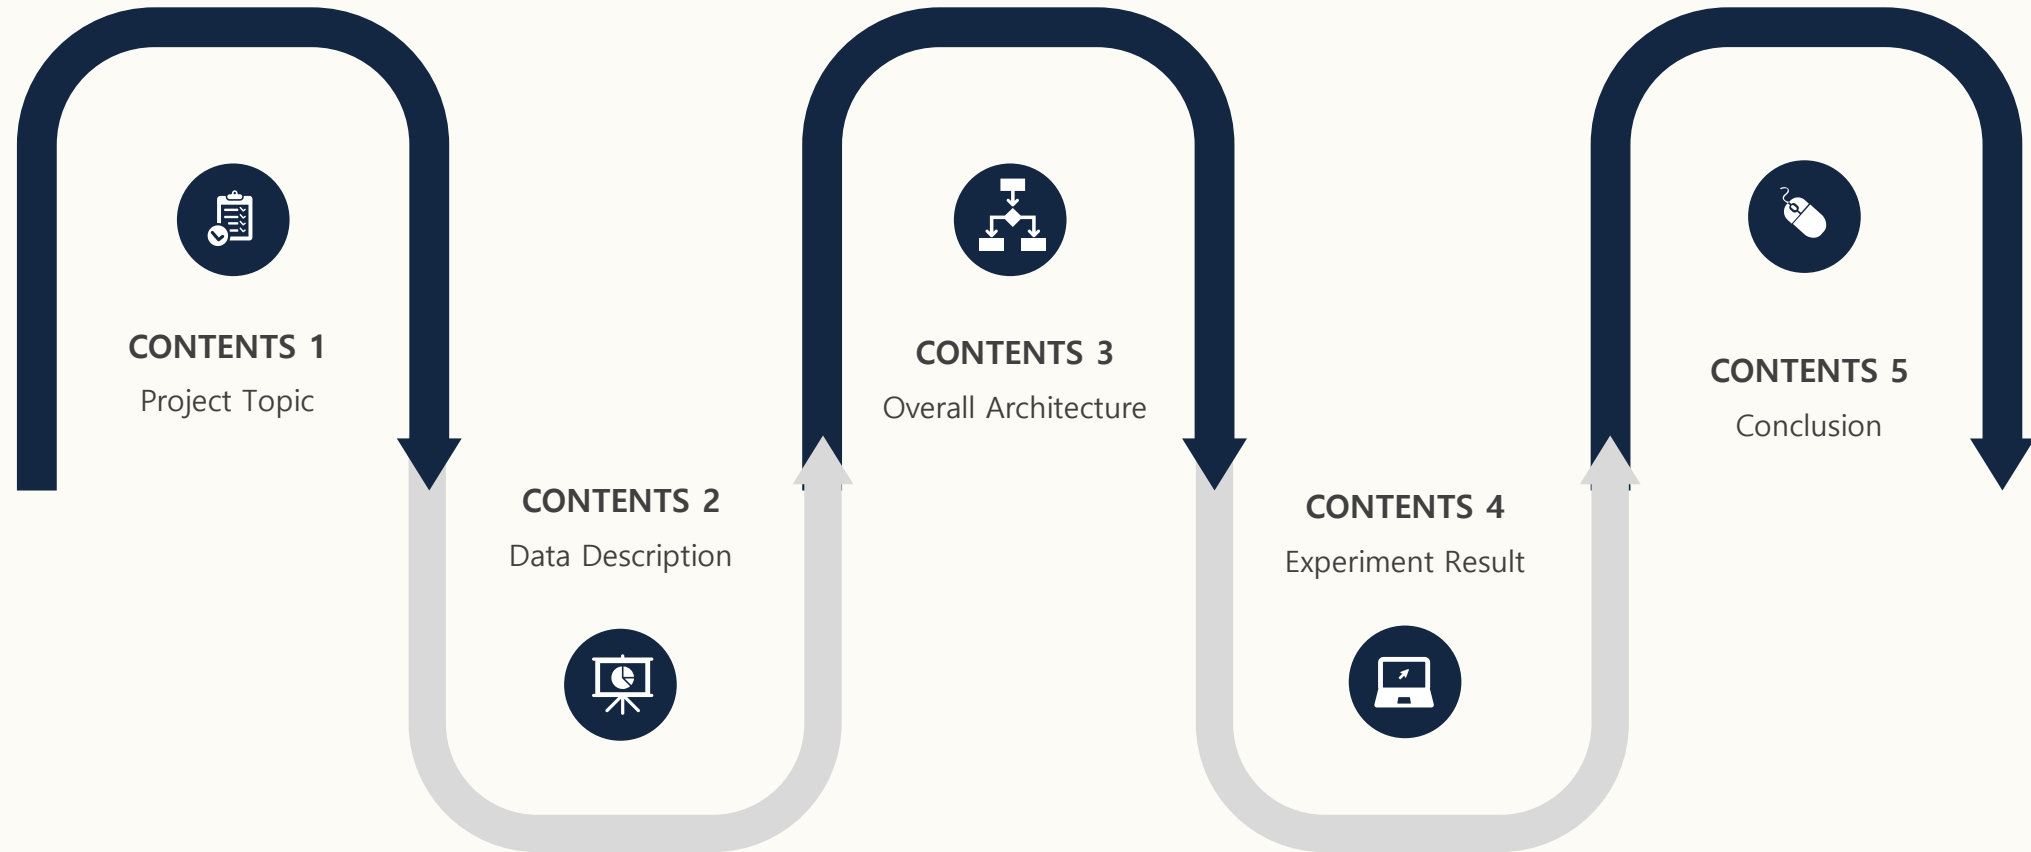 CONTENTS 1
Project Topic
CONTENTS 2
Data Description
CONTENTS 3
Overall Architecture
CONTENTS 4
Experiment Result
CONTENTS 5
Conclusion